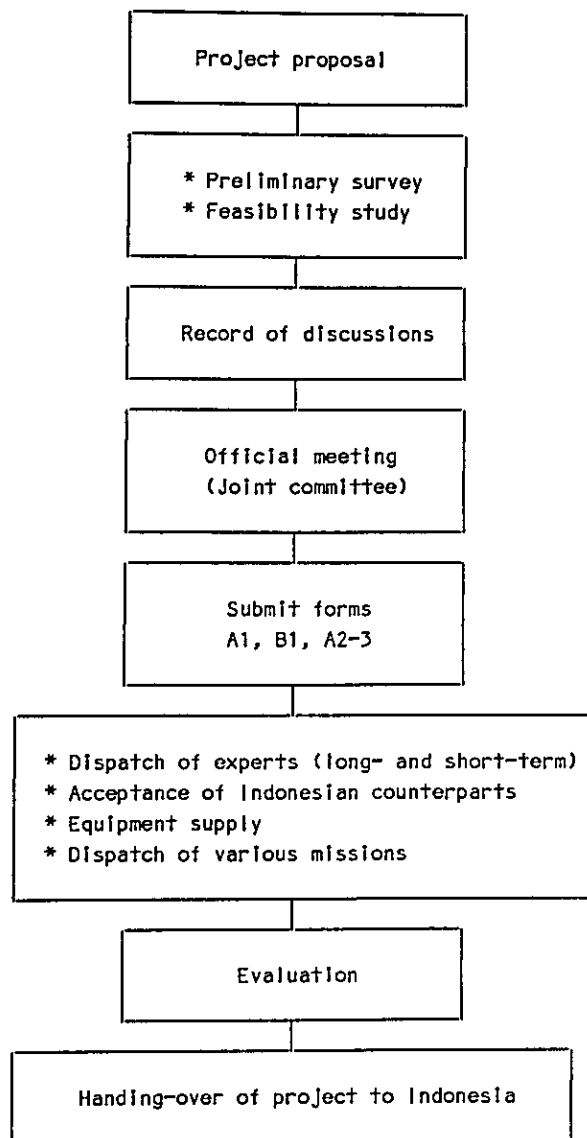 Project proposal
* Preliminary survey
* Feasibility study
Record of discussions
Official meeting
(Joint committee)
Submit forms
A1, B1, A2-3
* Dispatch of experts (long- and short-term)
* Acceptance of Indonesian counterparts
* Equipment supply
* Dispatch of various missions
Evaluation
Handing-over of project to Indonesia